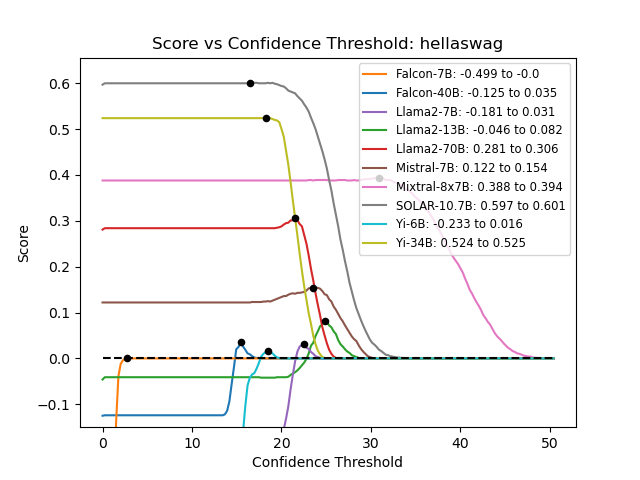 Score vs Confidence Threshold: hellaswag
Score
0.6
0.5
0.4
0.3
0.2
0.1
0.0
−0.1
Falcon-7B: -0.499 to -0.0
Falcon-40B: -0.125 to 0.035
Llama2-7B: -0.181 to 0.031
Llama2-13B: -0.046 to 0.082
Llama2-70B: 0.281 to 0.306
Mistral-7B: 0.122 to 0.154
Mixtral-8x7B: 0.388 to 0.394
SOLAR-10.7B: 0.597 to 0.601
Yi-6B: -0.233 to 0.016
Yi-34B: 0.524 to 0.525
0 10 20 30 40 50
Confidence Threshold